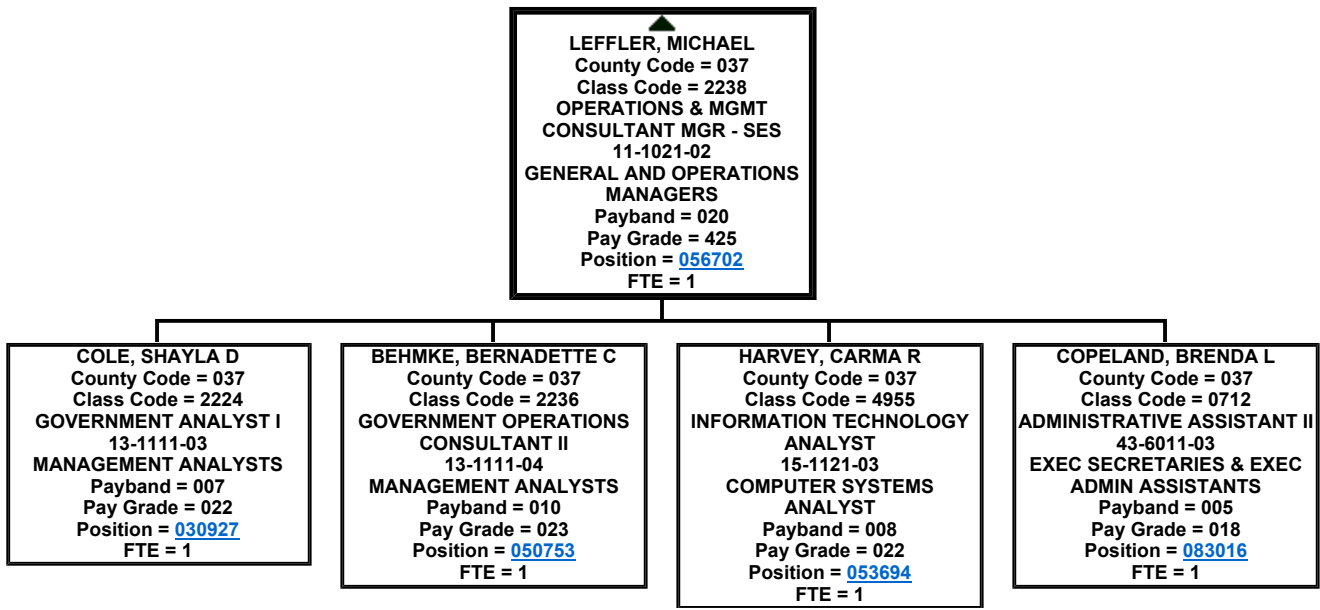 LEFFLER, MICHAEL
County Code = 037
Class Code = 2238
OPERATIONS & MGMT
CONSULTANT MGR - SES
11-1021-02
GENERAL AND OPERATIONS
MANAGERS
Payband = 020
Pay Grade = 425
Position = 056702
FTE = 1
COLE, SHAYLA D
County Code = 037
Class Code = 2224
GOVERNMENT ANALYST I
13-1111-03
MANAGEMENT ANALYSTS
Payband = 007
Pay Grade = 022
Position = 030927
FTE = 1
BEHMKE, BERNADETTE C
County Code = 037
Class Code = 2236
GOVERNMENT OPERATIONS
CONSULTANT II
13-1111-04
MANAGEMENT ANALYSTS
Payband = 010
Pay Grade = 023
Position = 050753
FTE = 1
HARVEY, CARMA R
County Code = 037
Class Code = 4955
INFORMATION TECHNOLOGY
ANALYST
15-1121-03
COMPUTER SYSTEMS
ANALYST
Payband = 008
Pay Grade = 022
Position = 053694
FTE = 1
COPELAND, BRENDA L
County Code = 037
Class Code = 0712
ADMINISTRATIVE ASSISTANT II
43-6011-03
EXEC SECRETARIES & EXEC
ADMIN ASSISTANTS
Payband = 005
Pay Grade = 018
Position = 083016
FTE = 1